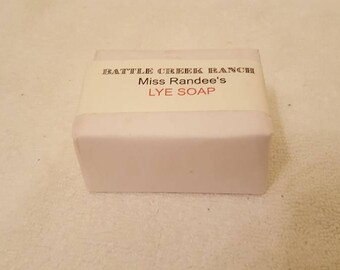 BATTLE CREEK RANCH
Miss Randee's
LYE SOAP